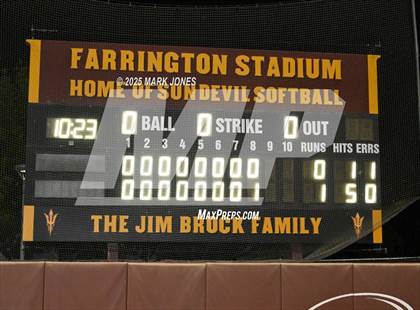 FARRINGTON STADIUM
© 2025 MARK JONES
HOME OF SUN DEVIL SOFTBALL
10:23 0 BALL 0 STRIKE 0 OUT
1 2 3 4 5 6 7 8 9 10 RUNS HITS ERRS
0 0 0 0 0 0 0 0 0 1 1
0 0 0 0 0 0 0 1 1 5 0
MAXPREPS.COM
THE JIM BROCK FAMILY